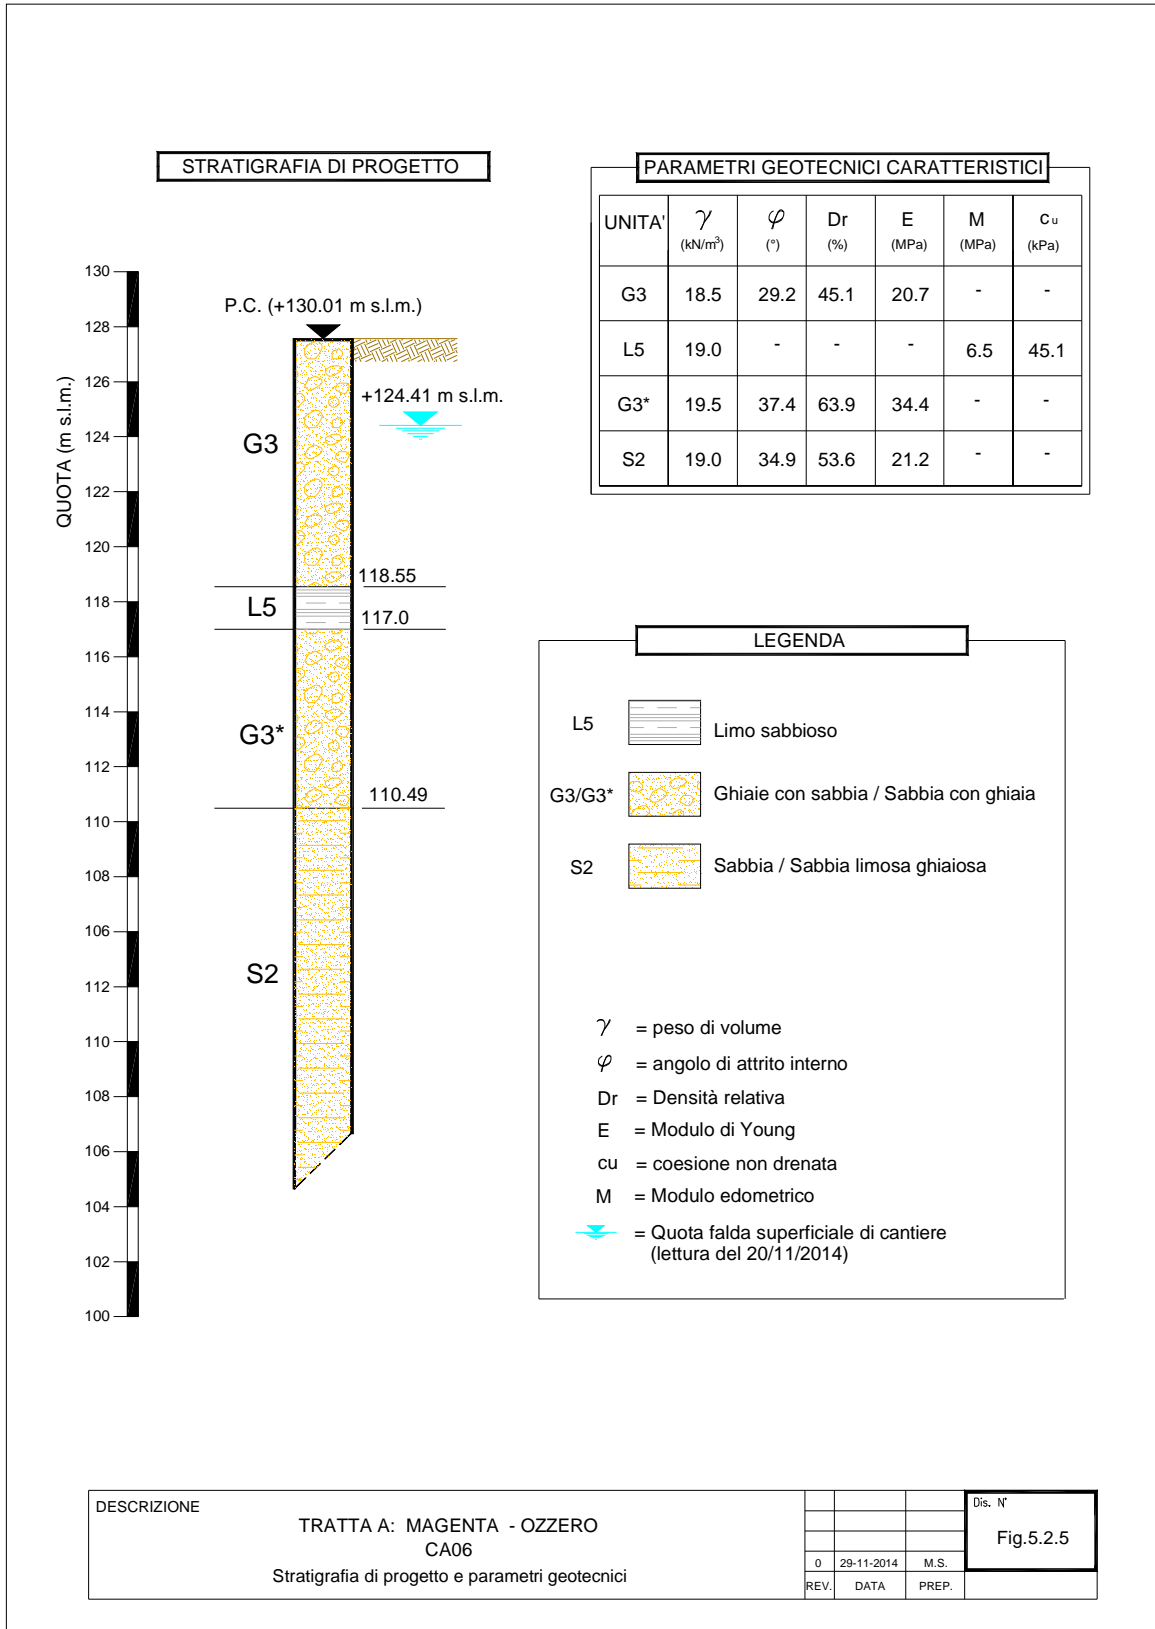 STRATIGRAFIA DI PROGETTO
PARAMETRI GEOTECNICI CARATTERISTICI
UNITA' γ φ Dr E M cu
(kN/m³) (°) (%) (MPa) (MPa) (kPa)
G3 18.5 29.2 45.1 20.7 - -
L5 19.0 - - - 6.5 45.1
G3* 19.5 37.4 63.9 34.4 - -
S2 19.0 34.9 53.6 21.2 - -
QUOTA (m s.l.m.)
130
128
126
124
122
120
118
116
114
112
110
108
106
112
110
108
106
104
102
100
P.C. (+130.01 m s.l.m.)
+124.41 m s.l.m.
G3
118.55
L5
117.0
G3*
110.49
S2
LEGENDA
L5 Limo sabbioso
G3/G3* Ghiaie con sabbia / Sabbia con ghiaia
S2 Sabbia / Sabbia limosa ghiaiosa
γ = peso di volume
φ = angolo di attrito interno
Dr = Densità relativa
E = Modulo di Young
cu = coesione non drenata
M = Modulo edometrico
= Quota falda superficiale di cantiere
(lettura del 20/11/2014)
DESCRIZIONE
TRATTA A: MAGENTA - OZZERO
CA06
Stratigrafia di progetto e parametri geotecnici
0 29-11-2014 M.S.
REV. DATA PREP.
Dis. N°
Fig.5.2.5